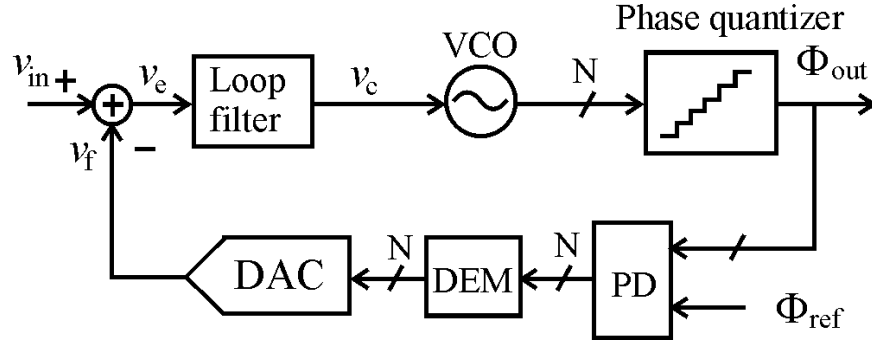 Phase quantizer
VCO
v_in +
v_e
Loop
filter
v_c
N
Φ_out
+
v_f
−
DAC
N
DEM
N
PD
Φ_ref